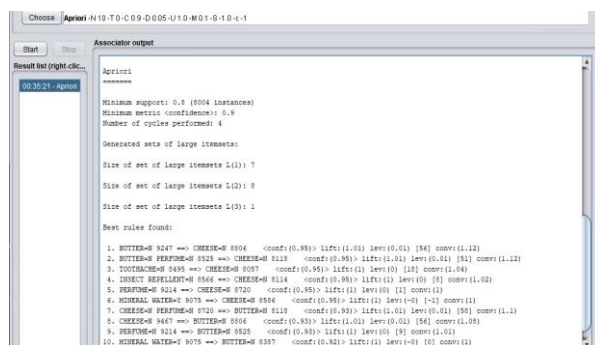 Choose Apriori -N 10 -T 0 -C 0.9 -D 0.05 -U 1.0 -M 0.1 -S -1.0 -c -1
Start Stop
Associator output
Result list (right-clic...
00:35:21 - Apriori
Apriori
=======
Minimum support: 0.8 (8004 instances)
Minimum metric <confidence>: 0.9
Number of cycles performed: 4
Generated sets of large itemsets:
Size of set of large itemsets L(1): 7
Size of set of large itemsets L(2): 8
Size of set of large itemsets L(3): 1
Best rules found:
1. BUTTER=N 9247 ==> CHEESE=N 8806 <conf:(0.95)> lift:(1.01) lev:(0.01) [56] conv:(1.12)
2. BUTTER=N PERFUME=N 8525 ==> CHEESE=N 8118 <conf:(0.95)> lift:(1.01) lev:(0.01) [51] conv:(1.12)
3. TOOTHACHE=N 8495 ==> CHEESE=N 8057 <conf:(0.95)> lift:(1) lev:(0) [18] conv:(1.04)
4. INSECT REPELLENT=N 8566 ==> CHEESE=N 8114 <conf:(0.95)> lift:(1) lev:(0) [8] conv:(1.02)
5. PERFUME=N 9214 ==> CHEESE=N 8720 <conf:(0.95)> lift:(1) lev:(0) [1] conv:(1)
6. MINERAL WATER=Y 9075 ==> CHEESE=N 8586 <conf:(0.95)> lift:(1) lev:(-0) [-1] conv:(1)
7. CHEESE=N PERFUME=N 8720 ==> BUTTER=N 8118 <conf:(0.93)> lift:(1.01) lev:(0.01) [58] conv:(1.1)
8. CHEESE=N 9467 ==> BUTTER=N 8806 <conf:(0.93)> lift:(1.01) lev:(0.01) [56] conv:(1.08)
9. PERFUME=N 9214 ==> BUTTER=N 8525 <conf:(0.93)> lift:(1) lev:(0) [9] conv:(1.01)
10. MINERAL WATER=Y 9075 ==> BUTTER=N 8387 <conf:(0.92)> lift:(1) lev:(-0) [0] conv:(1)